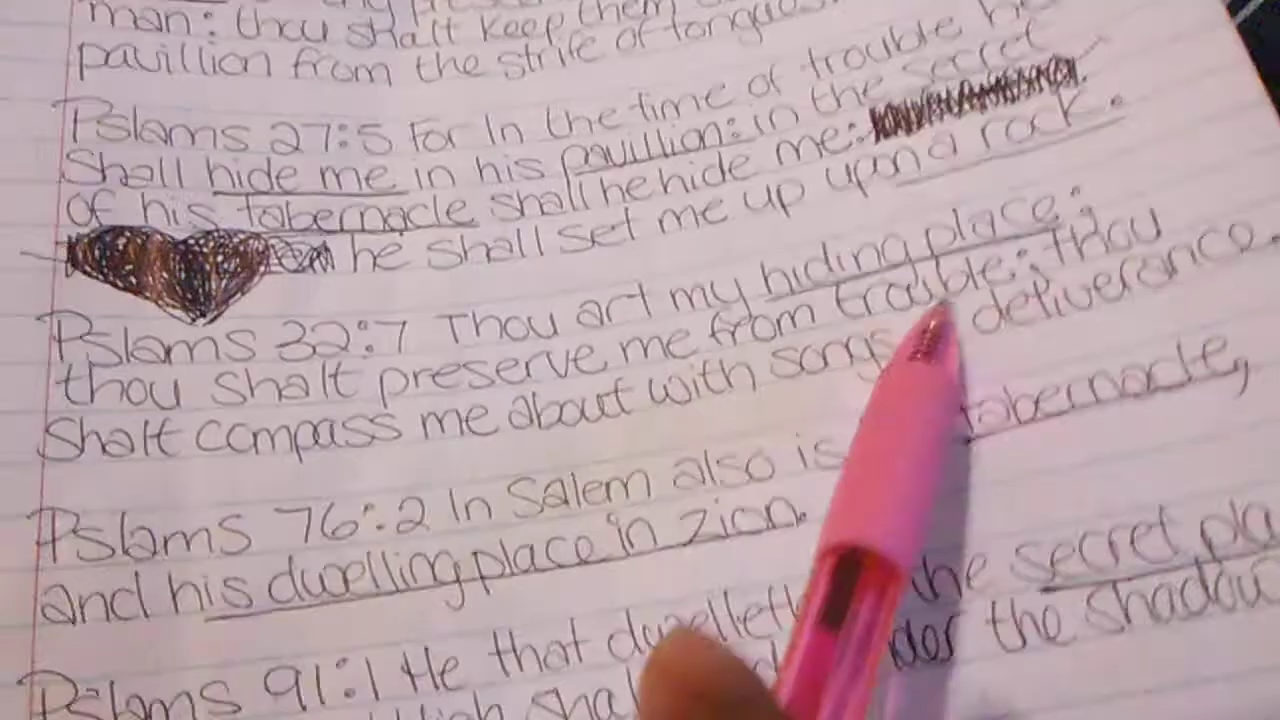 man: thou shalt keep them
pavillion from the strife of tongues.
Pslams 27:5 For In the time of trouble he
Shall hide me in his pavillion: in the secret
of his tabernacle shall he hide me:
he shall set me up upon a rock.
Pslams 32:7 Thou art my hiding place;
thou shalt preserve me from trouble; thou
Shalt compass me about with songs deliverance.
Pslams 76:2 In Salem also is tabernacle,
and his dwelling place in Zion.
Pslams 91:1 He that dwelleth the secret pla
High shal the shadow